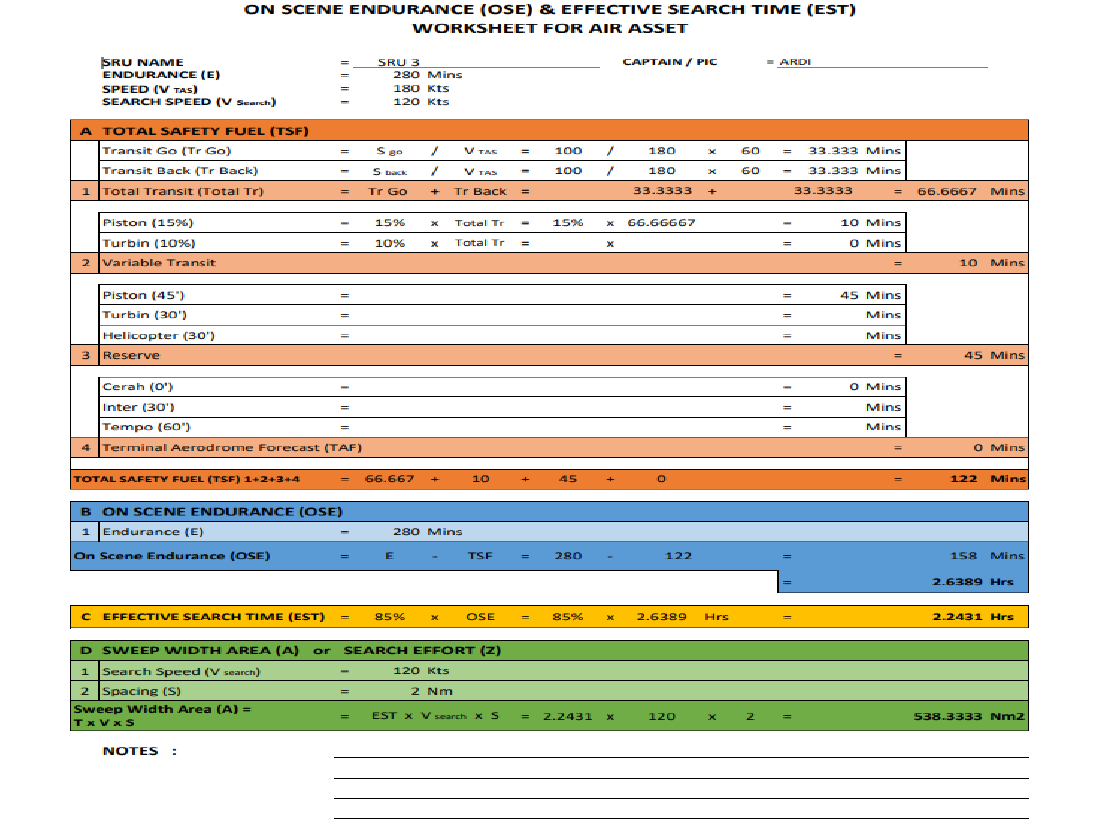 ON SCENE ENDURANCE (OSE) & EFFECTIVE SEARCH TIME (EST)
WORKSHEET FOR AIR ASSET
SRU NAME = SRU 3 CAPTAIN / PIC = ARDI
ENDURANCE (E) = 280 Mins
SPEED (V TAS) = 180 Kts
SEARCH SPEED (V Search) = 120 Kts
A TOTAL SAFETY FUEL (TSF)
Transit Go (Tr Go) = S go / V TAS = 100 / 180 x 60 = 33.333 Mins
Transit Back (Tr Back) = S back / V TAS = 100 / 180 x 60 = 33.333 Mins
1 Total Transit (Total Tr) = Tr Go + Tr Back = 33.3333 + 33.3333 = 66.6667 Mins
Piston (15%) = 15% x Total Tr = 15% x 66.66667 = 10 Mins
Turbin (10%) = 10% x Total Tr = x = 0 Mins
2 Variable Transit = 10 Mins
Piston (45') = = 45 Mins
Turbin (30') = = Mins
Helicopter (30') = = Mins
3 Reserve = 45 Mins
Cerah (0') = = 0 Mins
Inter (30') = = Mins
Tempo (60') = = Mins
4 Terminal Aerodrome Forecast (TAF) = 0 Mins
TOTAL SAFETY FUEL (TSF) 1+2+3+4 = 66.667 + 10 + 45 + 0 = 122 Mins
B ON SCENE ENDURANCE (OSE)
1 Endurance (E) = 280 Mins
On Scene Endurance (OSE) = E - TSF = 280 - 122 = 158 Mins
= 2.6389 Hrs
C EFFECTIVE SEARCH TIME (EST) = 85% x OSE = 85% x 2.6389 Hrs = 2.2431 Hrs
D SWEEP WIDTH AREA (A) or SEARCH EFFORT (Z)
1 Search Speed (V search) = 120 Kts
2 Spacing (S) = 2 Nm
Sweep Width Area (A) =
T x V x S = EST x V search x S = 2.2431 x 120 x 2 = 538.3333 Nm2
NOTES :